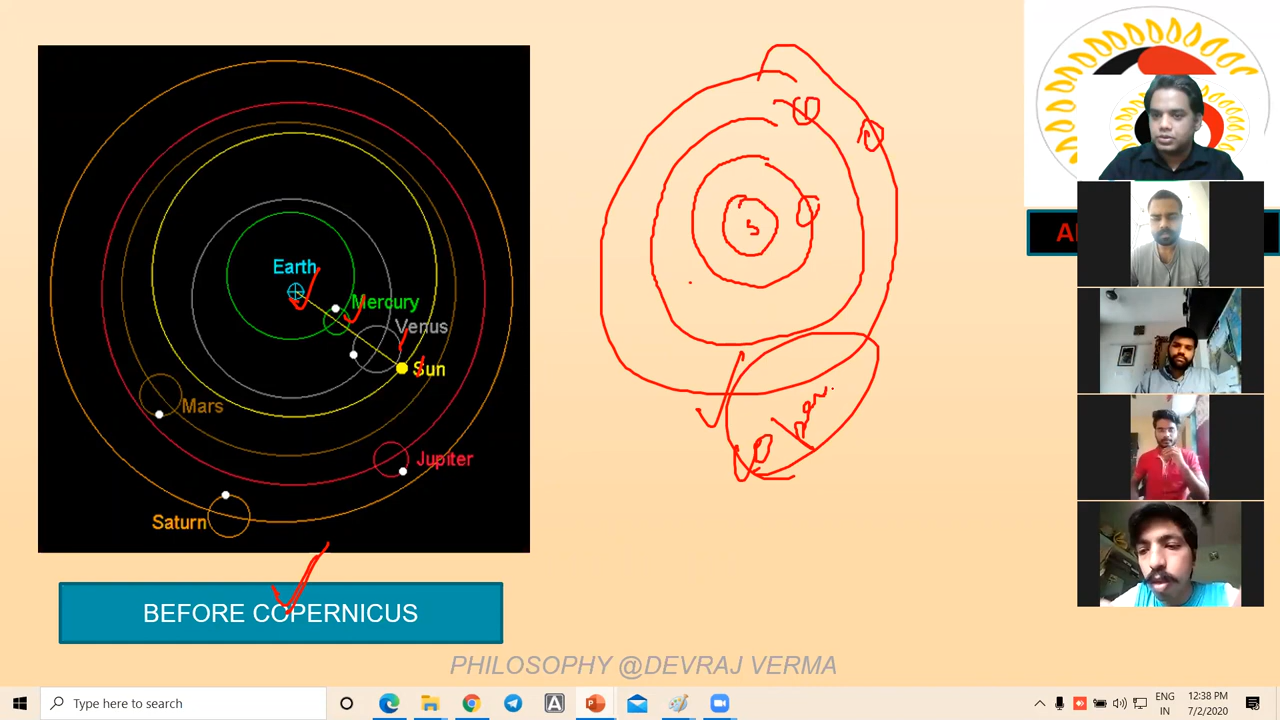 Earth
Mercury
Venus
Sun
Mars
Jupiter
Saturn
S
BEFORE COPERNICUS
PHILOSOPHY @DEVRAJ VERMA
Type here to search
ENG
IN
12:38 PM
7/2/2020